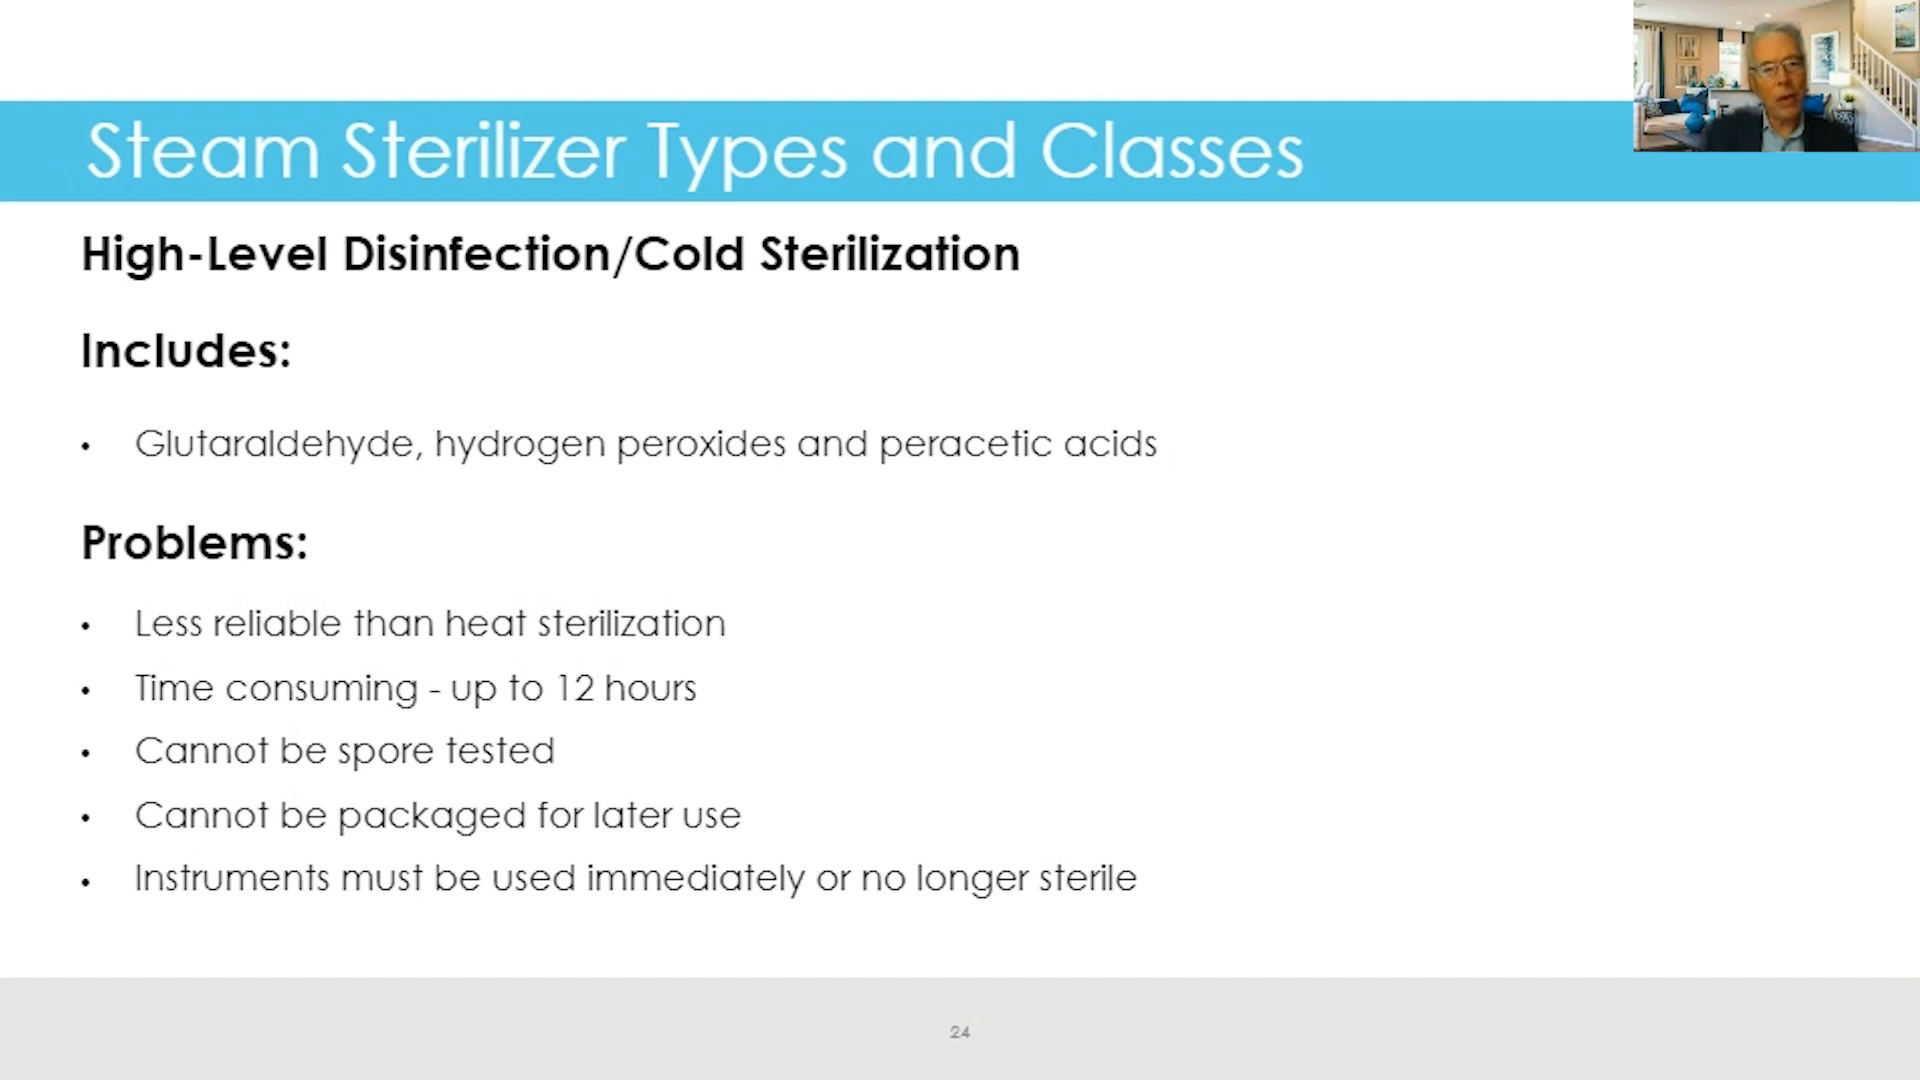 Steam Sterilizer Types and Classes
High-Level Disinfection/Cold Sterilization
Includes:
• Glutaraldehyde, hydrogen peroxides and peracetic acids
Problems:
• Less reliable than heat sterilization
• Time consuming - up to 12 hours
• Cannot be spore tested
• Cannot be packaged for later use
• Instruments must be used immediately or no longer sterile
24